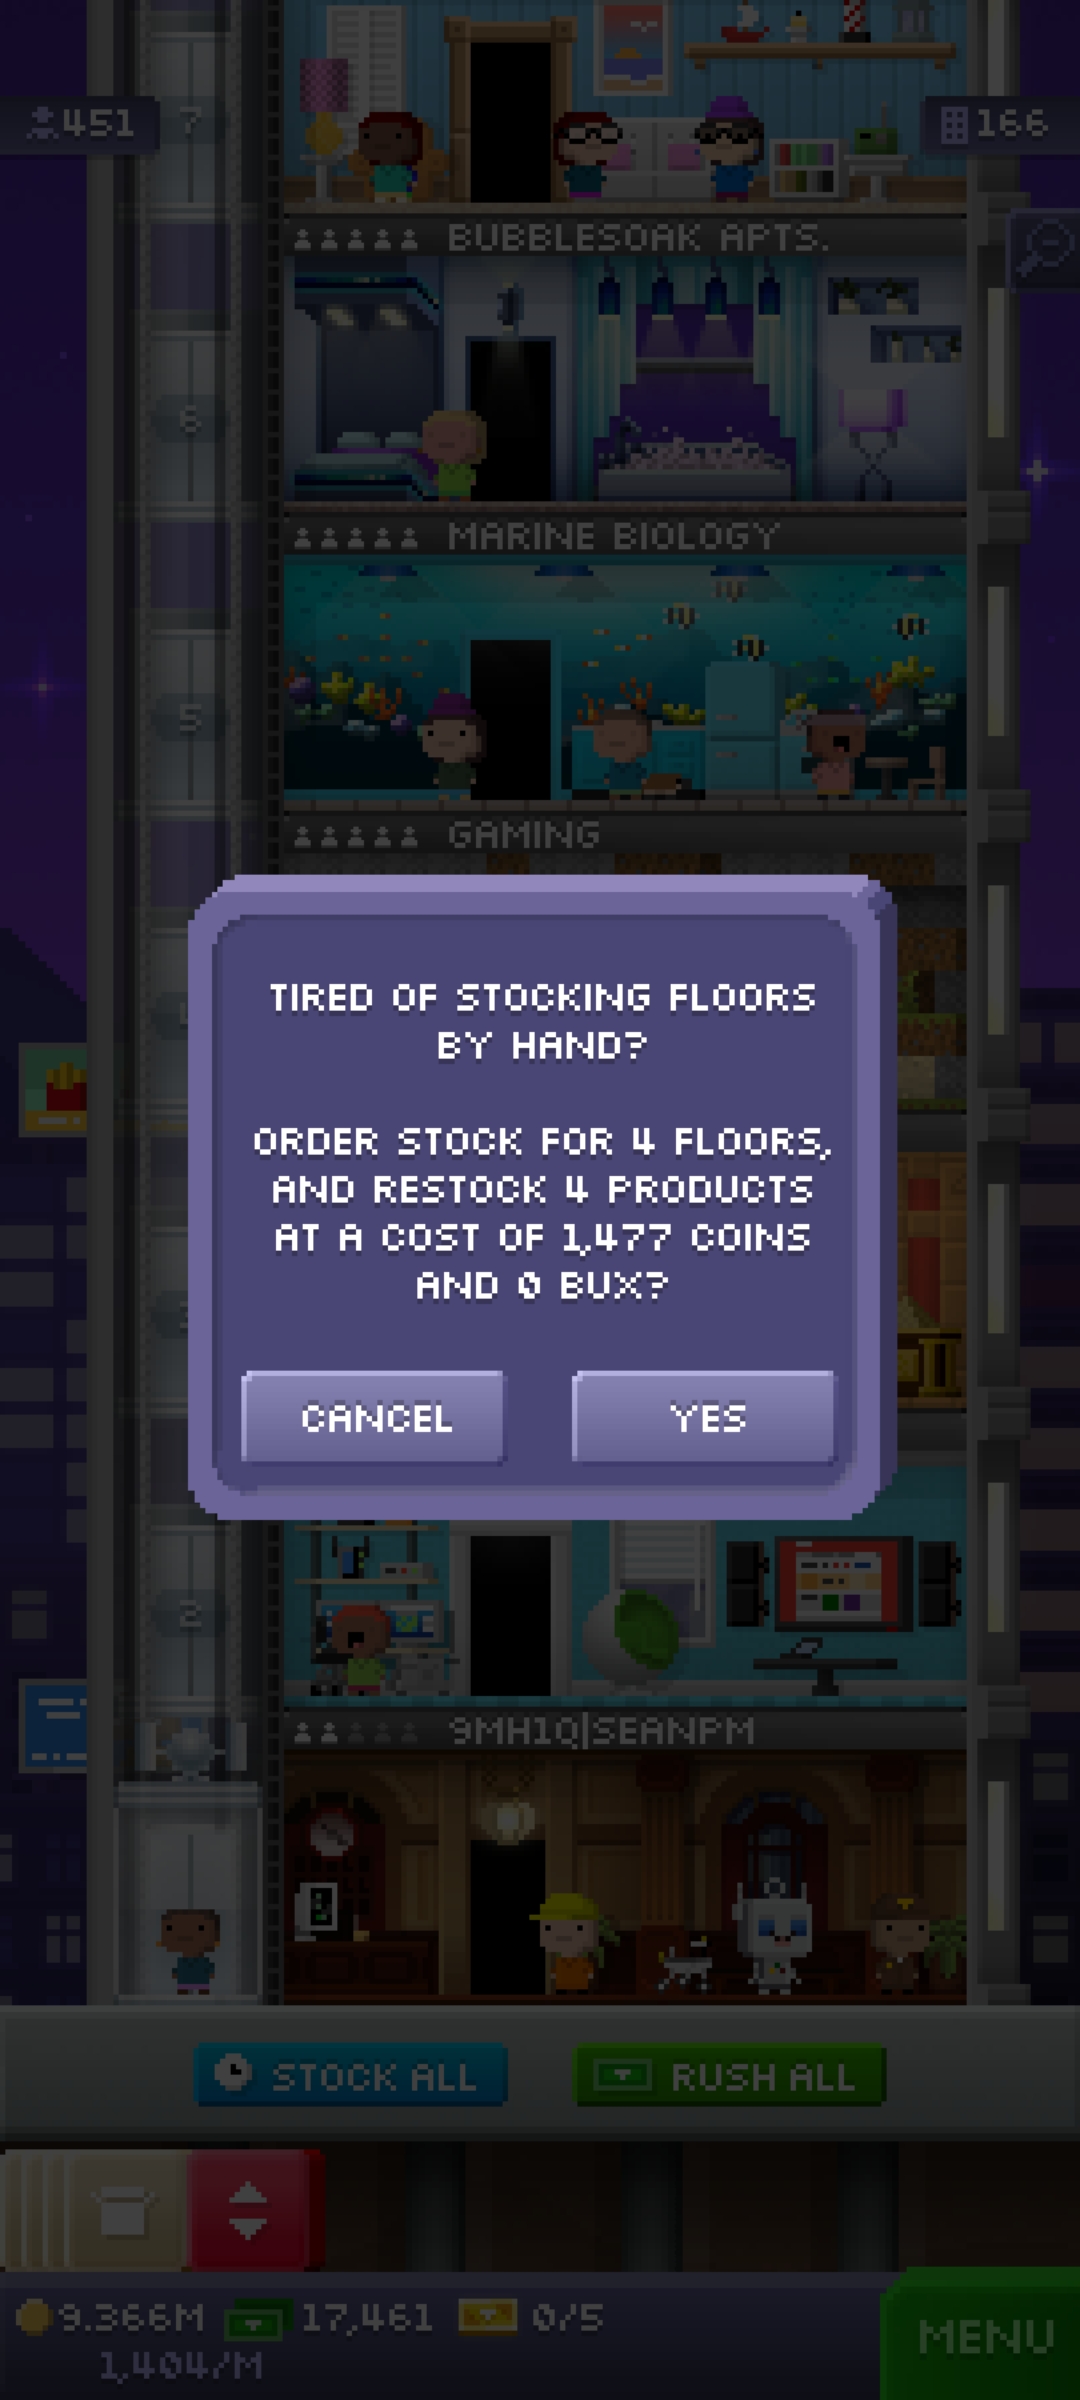 7
451
166
BUBBLESOAK APTS.
6
MARINE BIOLOGY
5
GAMING
TIRED OF STOCKING FLOORS
BY HAND?
ORDER STOCK FOR 4 FLOORS,
AND RESTOCK 4 PRODUCTS
AT A COST OF 1,477 COINS
AND 0 BUX?
CANCEL
YES
2
9MH1Q|SEANPM
STOCK ALL
RUSH ALL
9.366M
17,461
0/5
1,404/M
MENU